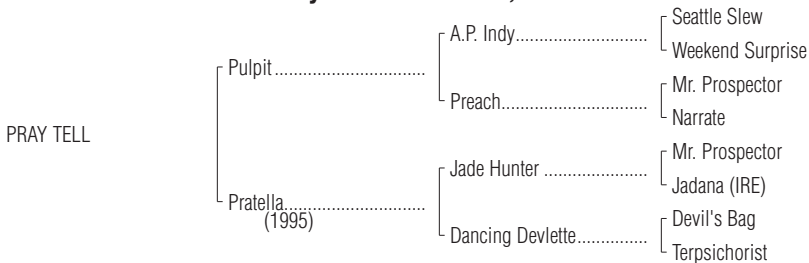 Seattle Slew
A.P. Indy
Weekend Surprise
Pulpit
Mr. Prospector
Preach
Narrate
PRAY TELL
Mr. Prospector
Jade Hunter
Jadana (IRE)
Pratella
(1995)
Devil's Bag
Dancing Devlette
Terpsichorist